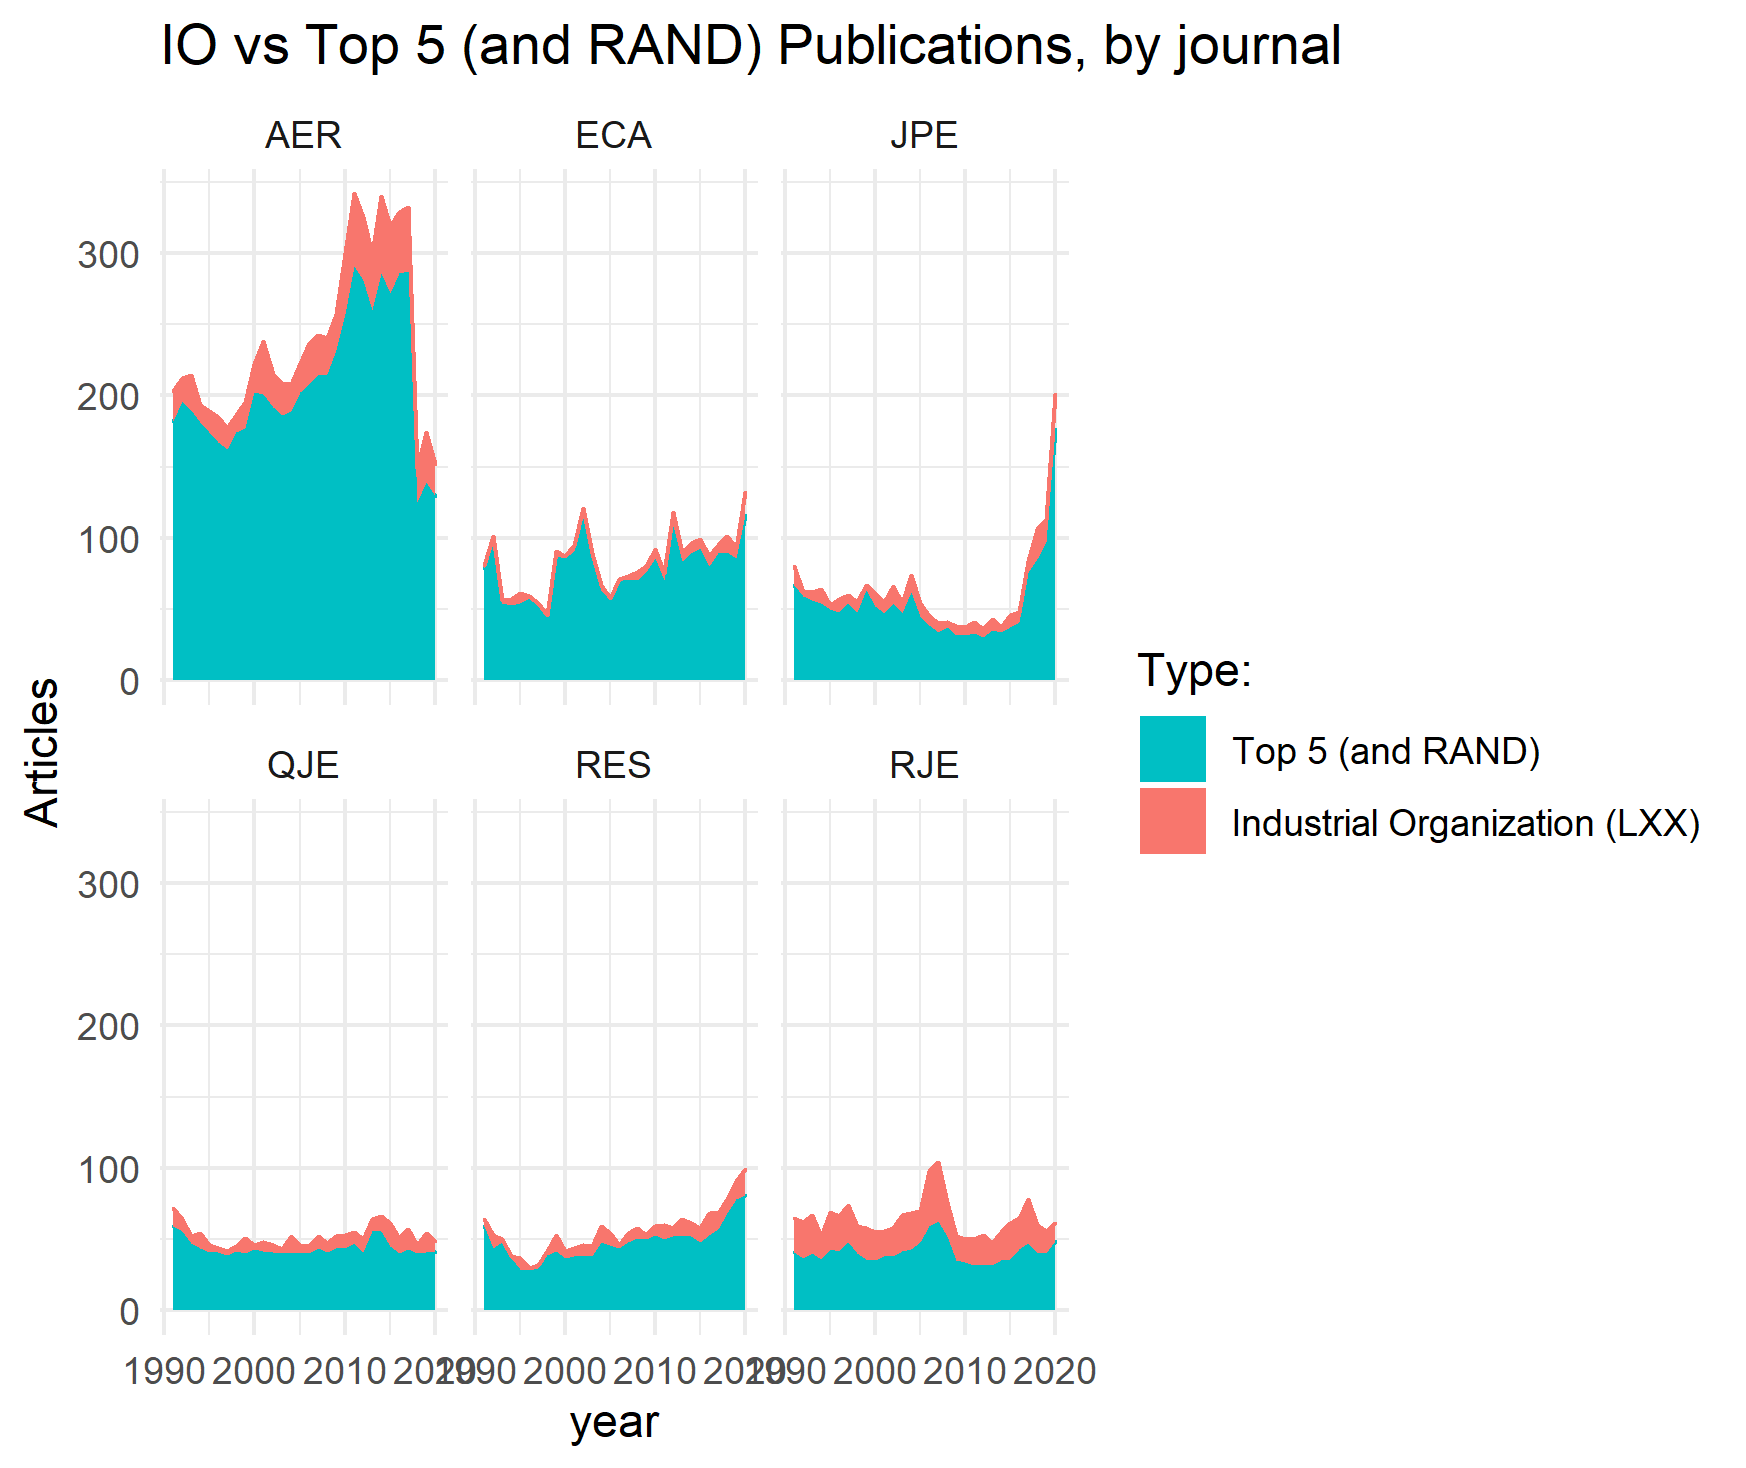 IO vs Top 5 (and RAND) Publications, by journal
AER
ECA
JPE
300
200
100
0
Articles
QJE
RES
RJE
300
200
100
0
1990 2000 2010 2020
1990 2000 2010 2020
1990 2000 2010 2020
year
Type:
Top 5 (and RAND)
Industrial Organization (LXX)